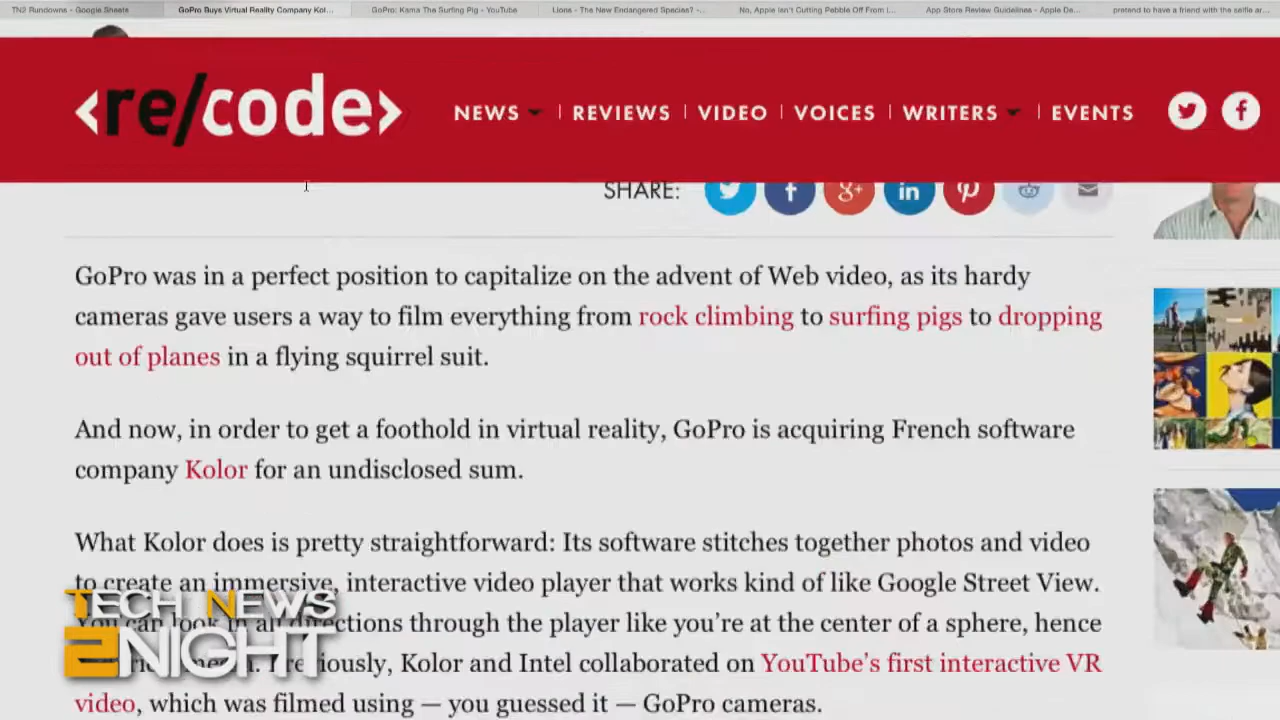 TN2 Rundowns - Google Sheets GoPro Buys Virtual Reality Company Kol... GoPro: Kama The Surfing Pig - YouTube Lions - The New Endangered Species? -... No, Apple Isn't Cutting Pebble Off From I... App Store Review Guidelines - Apple De... pretend to have a friend with the selfie ar...
<re/code> NEWS REVIEWS VIDEO VOICES WRITERS EVENTS
SHARE:
GoPro was in a perfect position to capitalize on the advent of Web video, as its hardy
cameras gave users a way to film everything from rock climbing to surfing pigs to dropping
out of planes in a flying squirrel suit.
And now, in order to get a foothold in virtual reality, GoPro is acquiring French software
company Kolor for an undisclosed sum.
What Kolor does is pretty straightforward: Its software stitches together photos and video
to create an immersive, interactive video player that works kind of like Google Street View.
You can look in all directions through the player like you're at the center of a sphere, hence
Previously, Kolor and Intel collaborated on YouTube's first interactive VR
video, which was filmed using — you guessed it — GoPro cameras.
TECH NEWS
2NIGHT